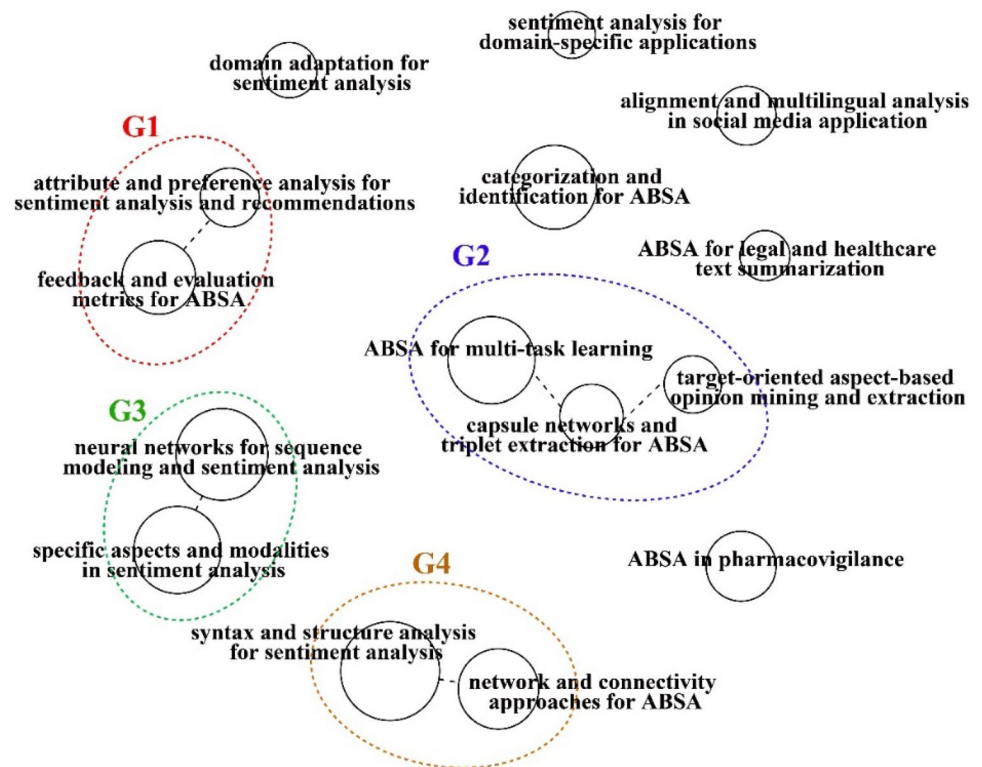 sentiment analysis for
domain-specific applications
domain adaptation for
sentiment analysis
alignment and multilingual analysis
in social media application
G1
attribute and preference analysis for
sentiment analysis and recommendations
categorization and
identification for ABSA
feedback and evaluation
metrics for ABSA
ABSA for legal and healthcare
text summarization
G2
ABSA for multi-task learning
target-oriented aspect-based
opinion mining and extraction
capsule networks and
triplet extraction for ABSA
G3
neural networks for sequence
modeling and sentiment analysis
specific aspects and modalities
in sentiment analysis
ABSA in pharmacovigilance
G4
syntax and structure analysis
for sentiment analysis
network and connectivity
approaches for ABSA